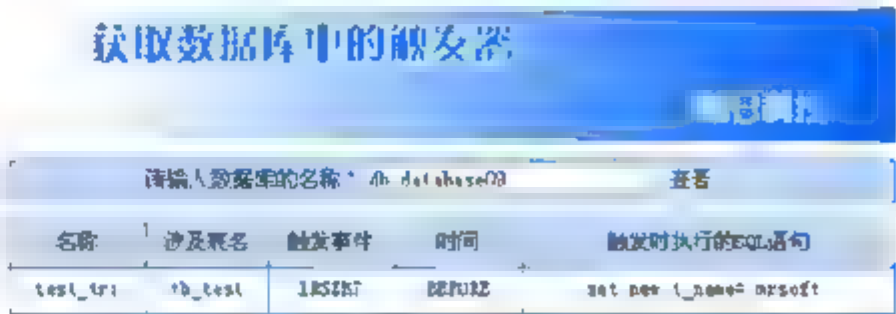 获取数据库中的触发器
请输入数据库的名称: db_database09 查看
名称 涉及表名 触发事件 时间 触发时执行的SQL语句
test_tri tb_test INSERT BEFORE set new t_name= mrsoft